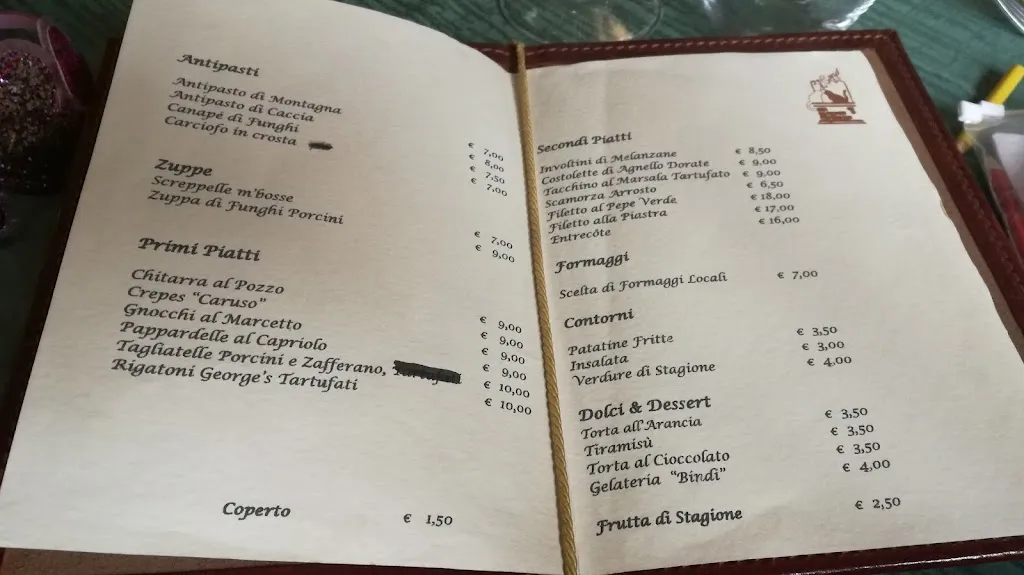 Antipasti
Antipasto di Montagna € 7,00
Antipasto di Caccia € 8,00
Canapé di Funghi € 7,50
Carciofo in crosta € 7,00
Zuppe
Screppelle m'bosse € 7,00
Zuppa di Funghi Porcini € 9,00
Primi Piatti
Chitarra al Pozzo € 9,00
Crepes "Caruso" € 9,00
Gnocchi al Marcetto € 9,00
Pappardelle al Capriolo € 9,00
Tagliatelle Porcini e Zafferano, € 10,00
Rigatoni George's Tartufati € 10,00
Coperto € 1,50
Secondi Piatti
Involtini di Melanzane € 8,50
Costolette di Agnello Dorate € 9,00
Tacchino al Marsala Tartufato € 9,00
Scamorza Arrosto € 6,50
Filetto al Pepe Verde € 18,00
Filetto alla Piastra € 17,00
Entrecôte € 16,00
Formaggi
Scelta di Formaggi Locali € 7,00
Contorni
Patatine Fritte € 3,50
Insalata € 3,00
Verdure di Stagione € 4,00
Dolci & Dessert
Torta all'Arancia € 3,50
Tiramisù € 3,50
Torta al Cioccolato € 3,50
Gelateria "Bindi" € 4,00
Frutta di Stagione € 2,50